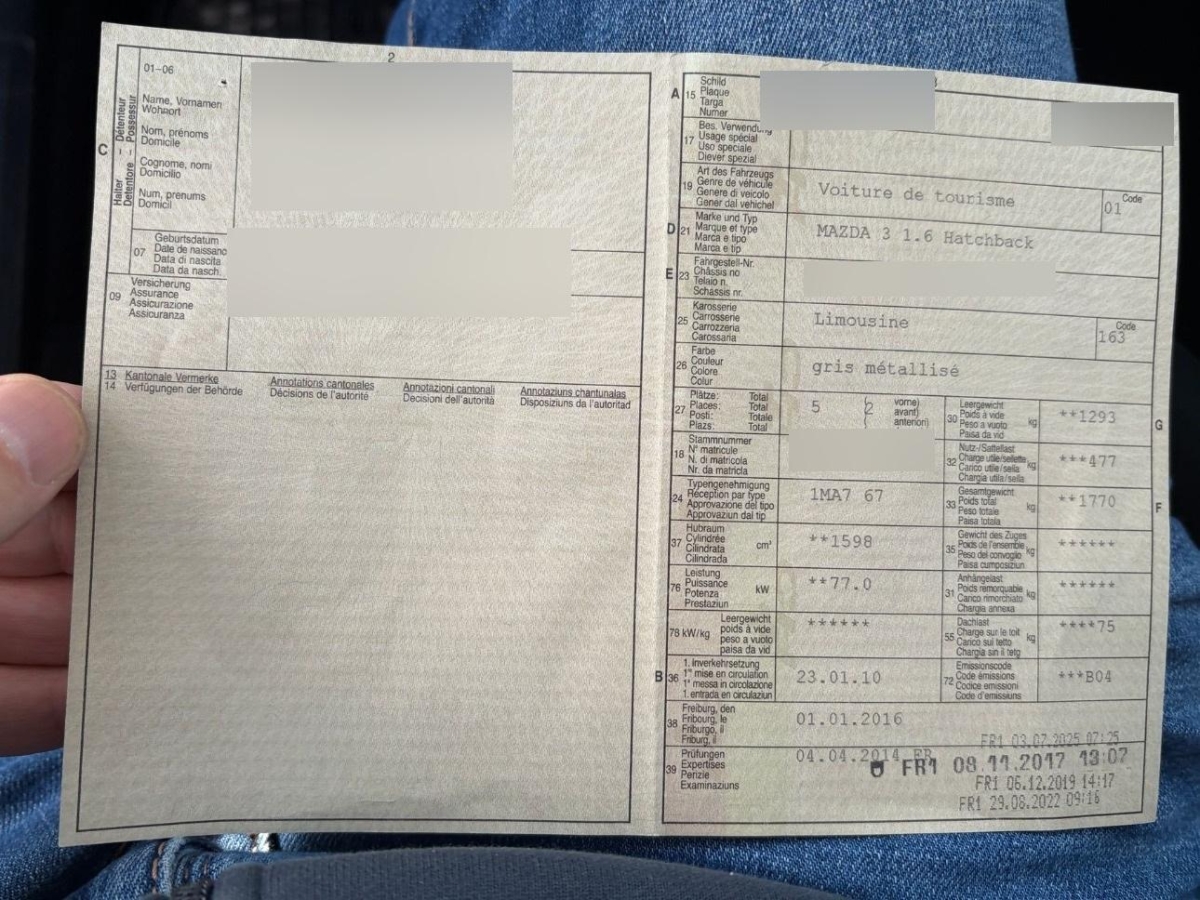 2
01-06
C
Halter - Détenteur
Detentore - Possessur
Name, Vornamen
Wohnort
Nom, prénoms
Domicile
Cognome, nomi
Domicilio
Num, prenums
Domicil
07
Geburtsdatum
Date de naissanc
Data di nascita
Data da nasch.
09
Versicherung
Assurance
Assicurazione
Assicuranza
13 Kantonale Vermerke
14 Verfügungen der Behörde
Annotations cantonales
Décisions de l'autorité
Annotazioni cantonali
Decisioni dell'autorità
Annotaziuns chantunalas
Disposiziuns da l'autoritad
A 15
Schild
Plaque
Targa
Numer
17
Bes. Verwendung
Usage spécial
Uso speciale
Diever spezial
19
Art des Fahrzeugs
Genre de véhicule
Genere di veicolo
Gener dal vehichel
Voiture de tourisme
Code
01
D 21
Marke und Typ
Marque et type
Marca e tipo
Marca e tip
MAZDA 3 1.6 Hatchback
E 23
Fahrgestell-Nr.
Châssis no
Telaio n.
Schassis nr.
25
Karosserie
Carrosserie
Carrozzeria
Carossaria
Limousine
Code
163
26
Farbe
Couleur
Colore
Colur
gris métallisé
27
Plätze: Total
Places: Total
Posti: Totale
Plazs: Total
5 (2
vorne)
avant)
anteriori)
30
Leergewicht
Poids à vide
Peso a vuoto
Paisa da vid
kg
**1293
G
18
Stammnummer
N° matricule
N. di matricola
Nr. da matricla
32
Nutz-/Sattellast
Charge utile/sellette
Carico utile/sella
Chargia utila/sella
kg
***477
24
Typengenehmigung
Réception par type
Approvazione del tipo
Approvaziun dal tip
1MA7 67
33
Gesamtgewicht
Poids total
Peso totale
Paisa totala
kg
**1770
F
37
Hubraum
Cylindrée
Cilindrata
Cilindrada
cm³
**1598
35
Gewicht des Zuges
Poids de l'ensemble
Peso del convoglio
Paisa cumposiziun
kg
******
76
Leistung
Puissance
Potenza
Prestaziun
kW
**77.0
31
Anhängelast
Poids remorquable
Carico rimorchiato
Chargia annexa
kg
******
78 kW/kg
Leergewicht
poids à vide
peso a vuoto
paisa da vid
******
55
Dachlast
Charge sur le toit
Carico sul tetto
Chargia sin il tetg
kg
****75
B 36
1. Inverkehrsetzung
1re mise en circulation
1a messa in circolazione
1. entrada en circulaziun
23.01.10
72
Emissionscode
Code émissions
Codice emissioni
Code d'emissiuns
***B04
38
Freiburg, den
Fribourg, le
Friburgo, il
Friburg, il
01.01.2016
FR1 03.07.2025 07:25
39
Prüfungen
Expertises
Perizie
Examinaziuns
04.04.2014 FR
FR1 08.11.2017 13:07
FR1 06.12.2019 14:17
FR1 29.08.2022 09:16